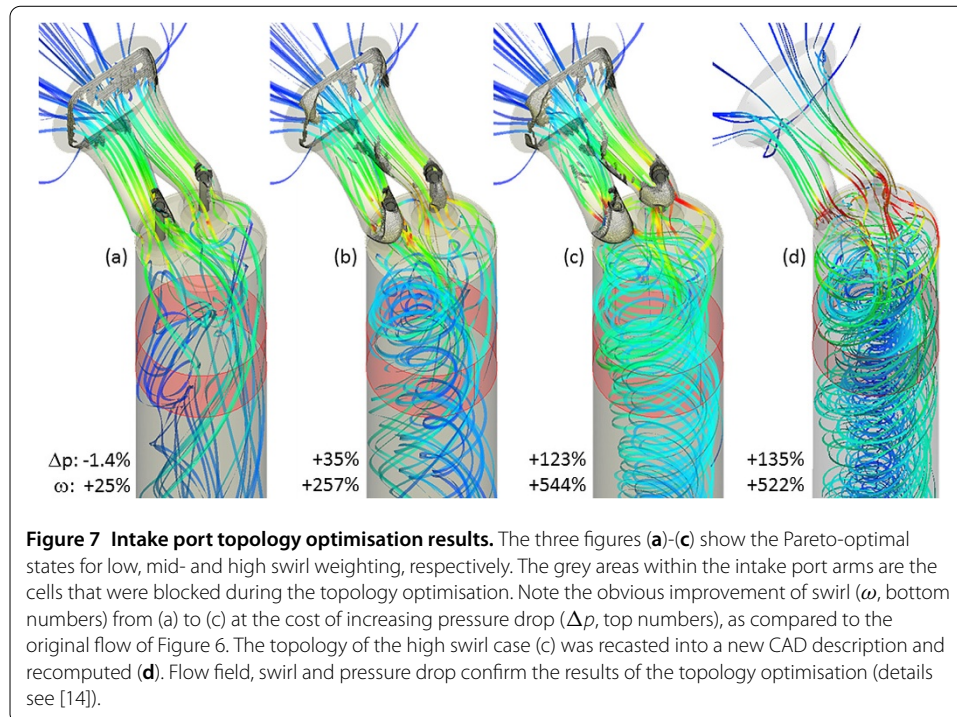 (a) (b) (c) (d)
Δp: -1.4% +35% +123% +135%
ω: +25% +257% +544% +522%
Figure 7 Intake port topology optimisation results. The three figures (a)-(c) show the Pareto-optimal
states for low, mid- and high swirl weighting, respectively. The grey areas within the intake port arms are the
cells that were blocked during the topology optimisation. Note the obvious improvement of swirl (ω, bottom
numbers) from (a) to (c) at the cost of increasing pressure drop (Δp, top numbers), as compared to the
original flow of Figure 6. The topology of the high swirl case (c) was recasted into a new CAD description and
recomputed (d). Flow field, swirl and pressure drop confirm the results of the topology optimisation (details
see [14]).